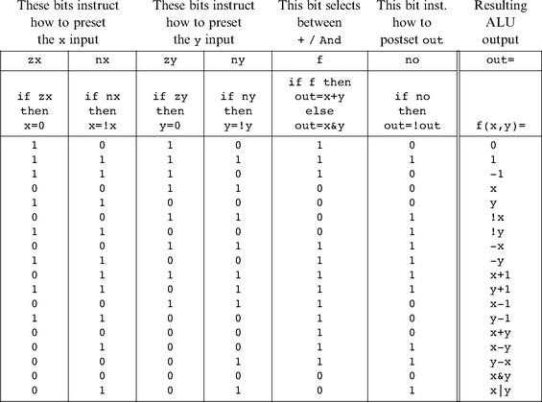 These bits instruct These bits instruct This bit selects This bit inst. Resulting
how to preset how to preset between how to ALU
the x input the y input + / And postset out output
zx nx zy ny f no out=
if zx if nx if zy if ny if f then if no
then then then then out=x+y then
x=0 x=!x y=0 y=!y else out=!out f(x,y)=
out=x&y
1 0 1 0 1 0 0
1 1 1 1 1 1 1
1 1 1 0 1 0 -1
0 0 1 1 0 0 x
1 1 0 0 0 0 y
0 0 1 1 0 1 !x
1 1 0 0 0 1 !y
0 0 1 1 1 1 -x
1 1 0 0 1 1 -y
0 1 1 1 1 1 x+1
1 1 0 1 1 1 y+1
0 0 1 1 1 0 x-1
1 1 0 0 1 0 y-1
0 0 0 0 1 0 x+y
0 1 0 0 1 1 x-y
0 0 0 1 1 1 y-x
0 0 0 0 0 0 x&y
0 1 0 1 0 1 x|y